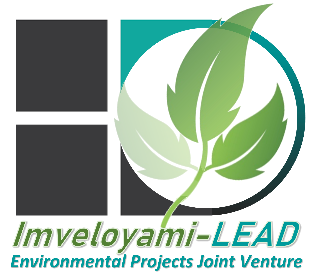 Imveloyami-LEAD
Environmental Projects Joint Venture